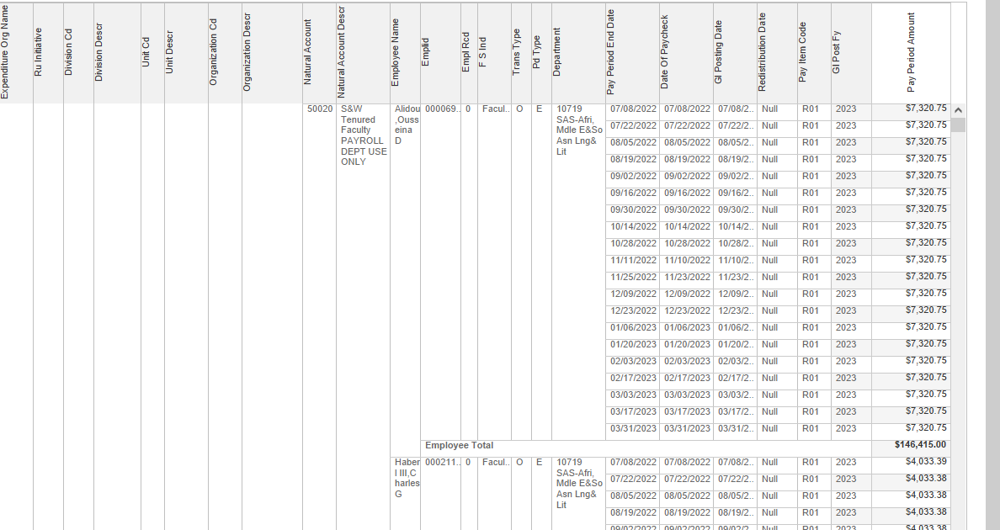 Expenditure Org Name Ru Initiative Division Cd Division Descr Unit Cd Unit Descr Organization Cd Organization Descr Natural Account Natural Account Descr Employee Name Emplid Empl Rcd F S Ind Trans Type Pd Type Department Pay Period End Date Date Of Paycheck Gl Posting Date Redistribution Date Pay Item Code Gl Post Fy Pay Period Amount
50020 S&W Alidou 000069.. 0 Facul.. O E 10719 07/08/2022 07/08/2022 07/08/2.. Null R01 2023 $7,320.75
Tenured ,Ouss SAS-Afri,
Faculty eina Mdle E&So 07/22/2022 07/22/2022 07/22/2.. Null R01 2023 $7,320.75
PAYROLL D Asn Lng& 08/05/2022 08/05/2022 08/05/2.. Null R01 2023 $7,320.75
DEPT USE Lit
ONLY 08/19/2022 08/19/2022 08/19/2.. Null R01 2023 $7,320.75
09/02/2022 09/02/2022 09/02/2.. Null R01 2023 $7,320.75
09/16/2022 09/16/2022 09/16/2.. Null R01 2023 $7,320.75
09/30/2022 09/30/2022 09/30/2.. Null R01 2023 $7,320.75
10/14/2022 10/14/2022 10/14/2.. Null R01 2023 $7,320.75
10/28/2022 10/28/2022 10/28/2.. Null R01 2023 $7,320.75
11/11/2022 11/10/2022 11/10/2.. Null R01 2023 $7,320.75
11/25/2022 11/23/2022 11/23/2.. Null R01 2023 $7,320.75
12/09/2022 12/09/2022 12/09/2.. Null R01 2023 $7,320.75
12/23/2022 12/23/2022 12/23/2.. Null R01 2023 $7,320.75
01/06/2023 01/06/2023 01/06/2.. Null R01 2023 $7,320.75
01/20/2023 01/20/2023 01/20/2.. Null R01 2023 $7,320.75
02/03/2023 02/03/2023 02/03/2.. Null R01 2023 $7,320.75
02/17/2023 02/17/2023 02/17/2.. Null R01 2023 $7,320.75
03/03/2023 03/03/2023 03/03/2.. Null R01 2023 $7,320.75
03/17/2023 03/17/2023 03/17/2.. Null R01 2023 $7,320.75
03/31/2023 03/31/2023 03/31/2.. Null R01 2023 $7,320.75
Employee Total $146,415.00
Haber 000211.. 0 Facul.. O E 10719 07/08/2022 07/08/2022 07/08/2.. Null R01 2023 $4,033.39
l III,C SAS-Afri,
harles Mdle E&So 07/22/2022 07/22/2022 07/22/2.. Null R01 2023 $4,033.38
G Asn Lng& 08/05/2022 08/05/2022 08/05/2.. Null R01 2023 $4,033.38
Lit
08/19/2022 08/19/2022 08/19/2.. Null R01 2023 $4,033.38
09/02/2022 09/02/2022 09/02/2.. Null R01 2023 $4,033.38